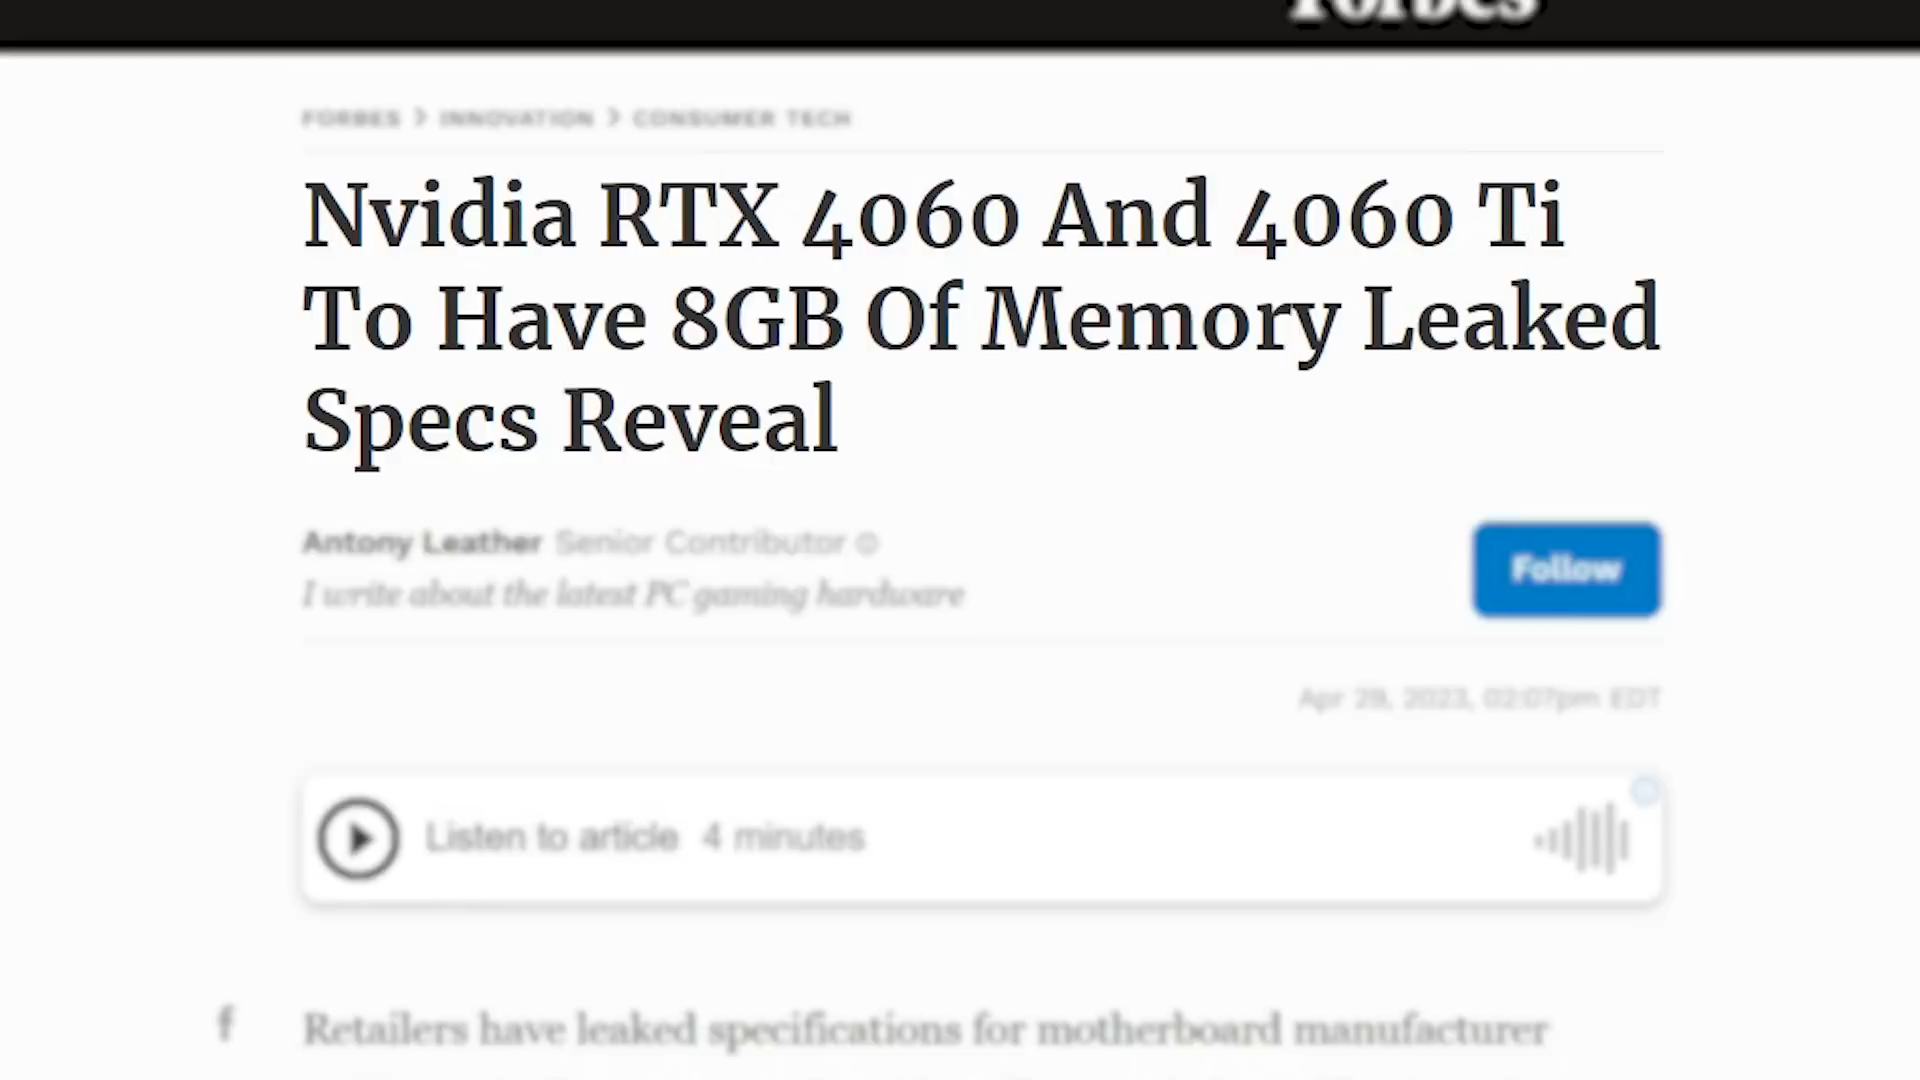 Forbes
FORBES > INNOVATION > CONSUMER TECH
Nvidia RTX 4060 And 4060 Ti
To Have 8GB Of Memory Leaked
Specs Reveal
Antony Leather Senior Contributor
I write about the latest PC gaming hardware
Follow
Apr 29, 2023, 02:07pm EDT
Listen to article 4 minutes
f
Retailers have leaked specifications for motherboard manufacturer